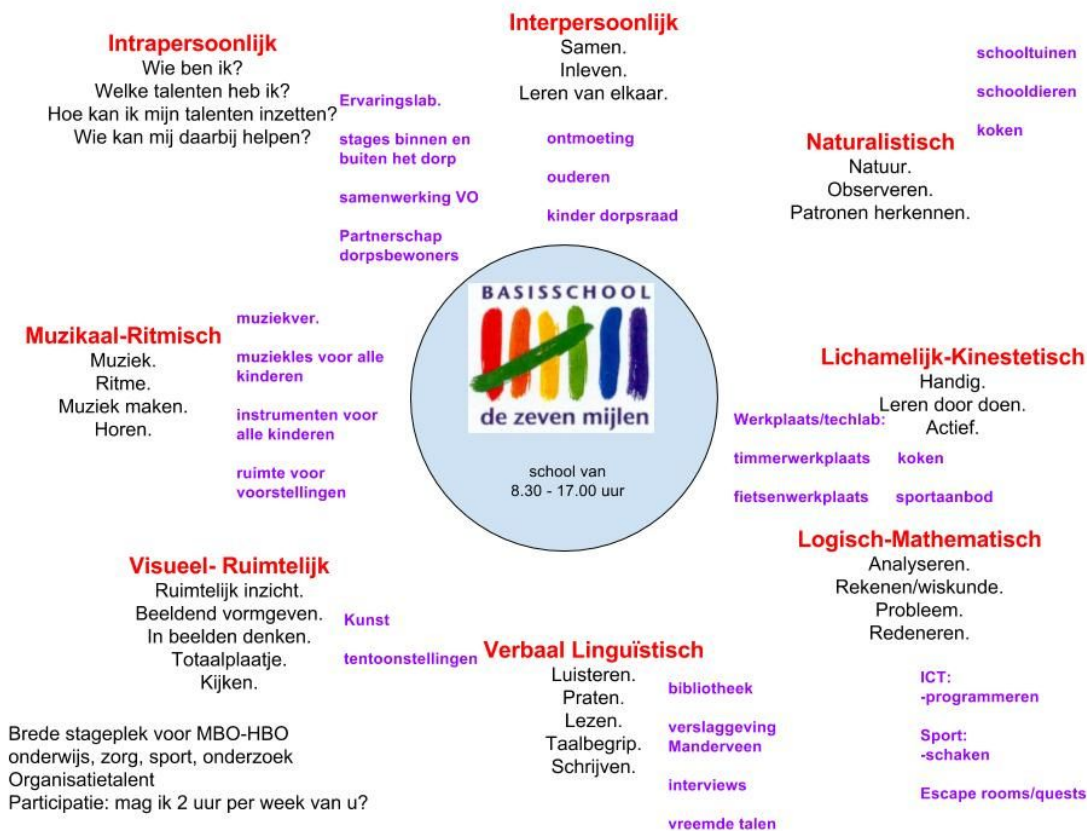 Intrapersoonlijk
Wie ben ik?
Welke talenten heb ik?
Hoe kan ik mijn talenten inzetten?
Wie kan mij daarbij helpen?
Ervaringslab.
stages binnen en
buiten het dorp
samenwerking VO
Partnerschap
dorpsbewoners
Interpersoonlijk
Samen.
Inleven.
Leren van elkaar.
ontmoeting
ouderen
kinder dorpsraad
schooltuinen
schooldieren
koken
Naturalistisch
Natuur.
Observeren.
Patronen herkennen.
Muzikaal-Ritmisch
Muziek.
Ritme.
Muziek maken.
Horen.
muziekver.
muziekles voor alle
kinderen
instrumenten voor
alle kinderen
ruimte voor
voorstellingen
BASISSCHOOL
de zeven mijlen
school van
8.30 - 17.00 uur
Lichamelijk-Kinestetisch
Handig.
Leren door doen.
Actief.
Werkplaats/techlab:
timmerwerkplaats koken
fietsenwerkplaats sportaanbod
Visueel- Ruimtelijk
Ruimtelijk inzicht.
Beeldend vormgeven.
In beelden denken.
Totaalplaatje.
Kijken.
Kunst
tentoonstellingen
Verbaal Linguïstisch
Luisteren.
Praten.
Lezen.
Taalbegrip.
Schrijven.
bibliotheek
verslaggeving
Manderveen
interviews
vreemde talen
Logisch-Mathematisch
Analyseren.
Rekenen/wiskunde.
Probleem.
Redeneren.
ICT:
-programmeren
Sport:
-schaken
Escape rooms/quests
Brede stageplek voor MBO-HBO
onderwijs, zorg, sport, onderzoek
Organisatietalent
Participatie: mag ik 2 uur per week van u?